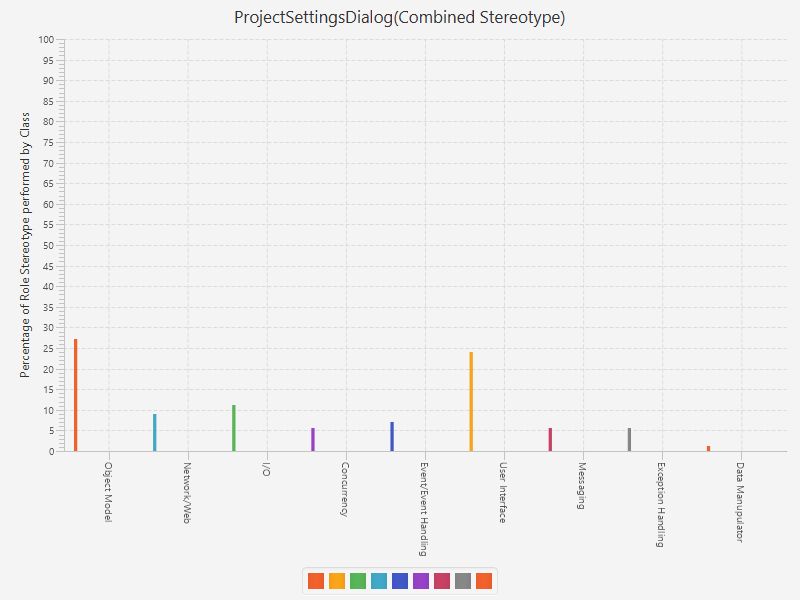 ProjectSettingsDialog(Combined Stereotype)
Percentage of Role Stereotype performed by Class
100
95
90
85
80
75
70
65
60
55
50
45
40
35
30
25
20
15
10
5
0
Object Model
Network/Web
I/O
Concurrency
Event/Event Handling
User Interface
Messaging
Exception Handling
Data Manupulator